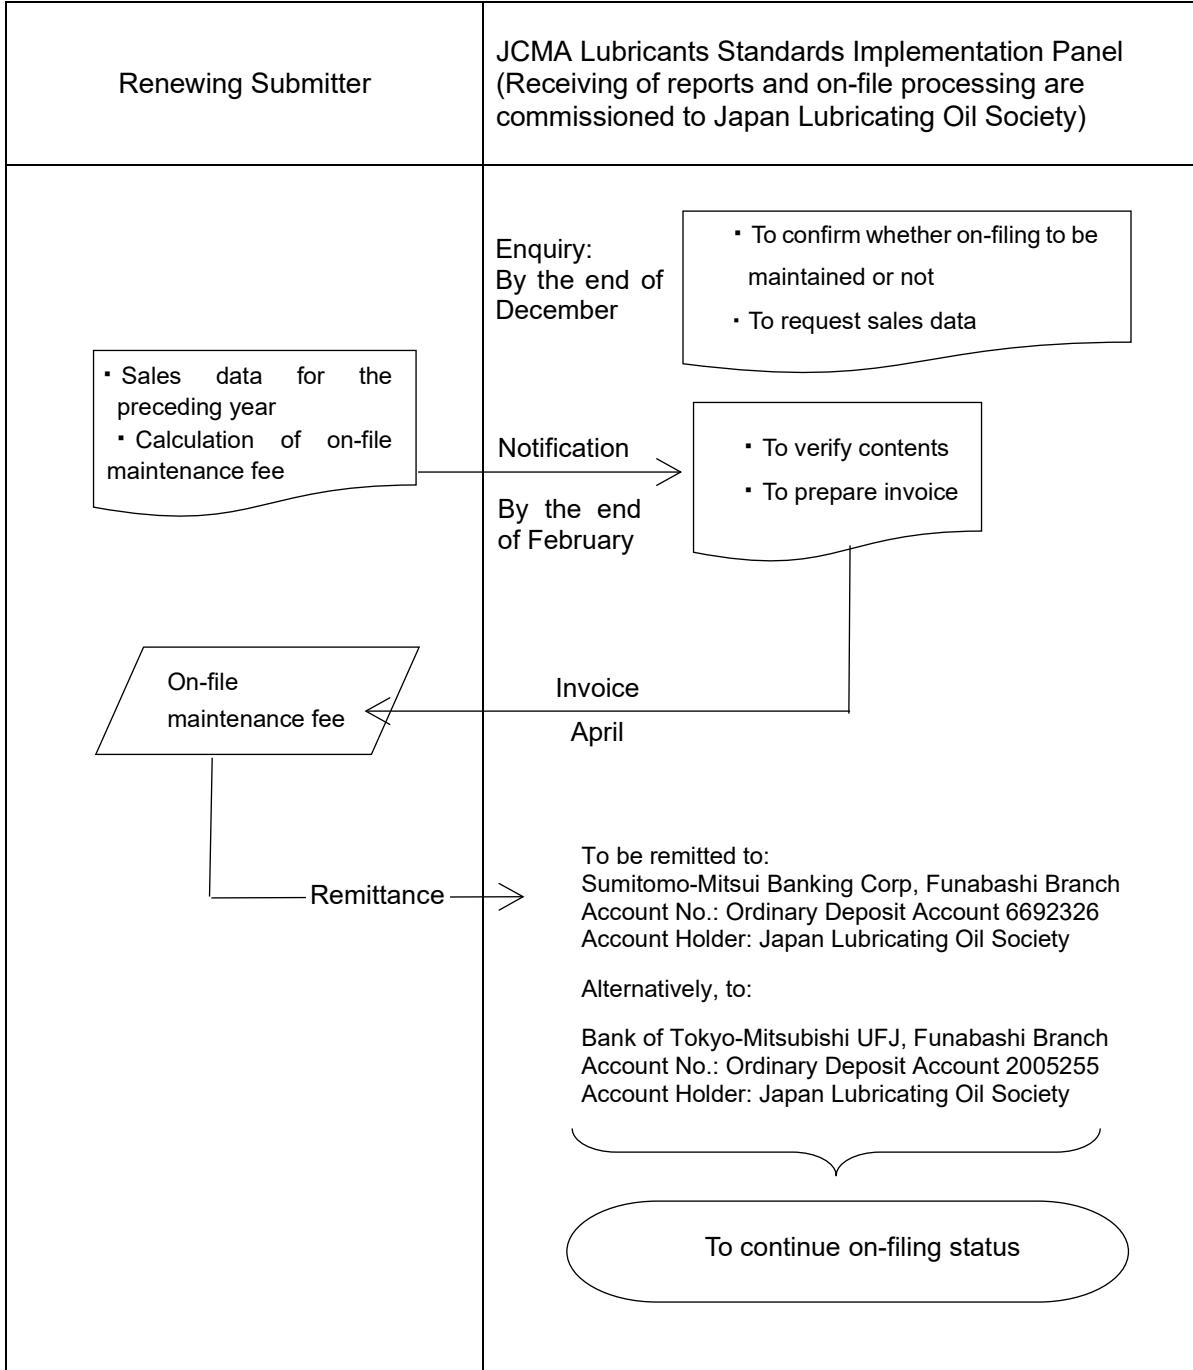 Renewing Submitter
JCMA Lubricants Standards Implementation Panel
(Receiving of reports and on-file processing are
commissioned to Japan Lubricating Oil Society)
Enquiry:
By the end of
December
▪ To confirm whether on-filing to be
maintained or not
▪ To request sales data
▪ Sales data for the
preceding year
▪ Calculation of on-file
maintenance fee
Notification
By the end
of February
▪ To verify contents
▪ To prepare invoice
Invoice
April
On-file
maintenance fee
Remittance
To be remitted to:
Sumitomo-Mitsui Banking Corp, Funabashi Branch
Account No.: Ordinary Deposit Account 6692326
Account Holder: Japan Lubricating Oil Society
Alternatively, to:
Bank of Tokyo-Mitsubishi UFJ, Funabashi Branch
Account No.: Ordinary Deposit Account 2005255
Account Holder: Japan Lubricating Oil Society
To continue on-filing status